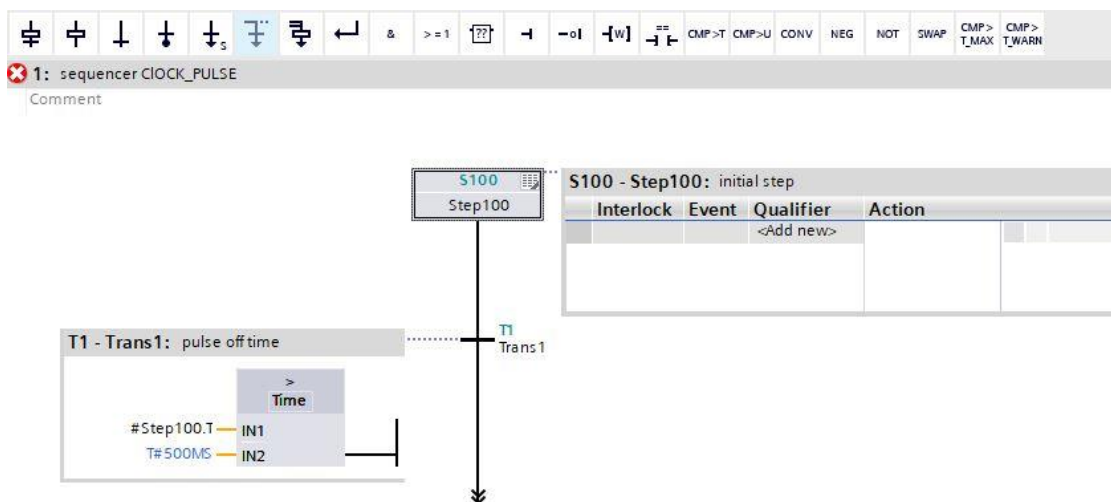 S & >=1 ?? -o| [W] == CMP>T CMP>U CONV NEG NOT SWAP CMP> T_MAX CMP> T_WARN
1: sequencer ClOCK_PULSE
Comment
S100
Step100
S100 - Step100: initial step
Interlock Event Qualifier Action
<Add new>
T1
Trans1
T1 - Trans1: pulse off time
>
Time
#Step100.T IN1
T#500MS IN2